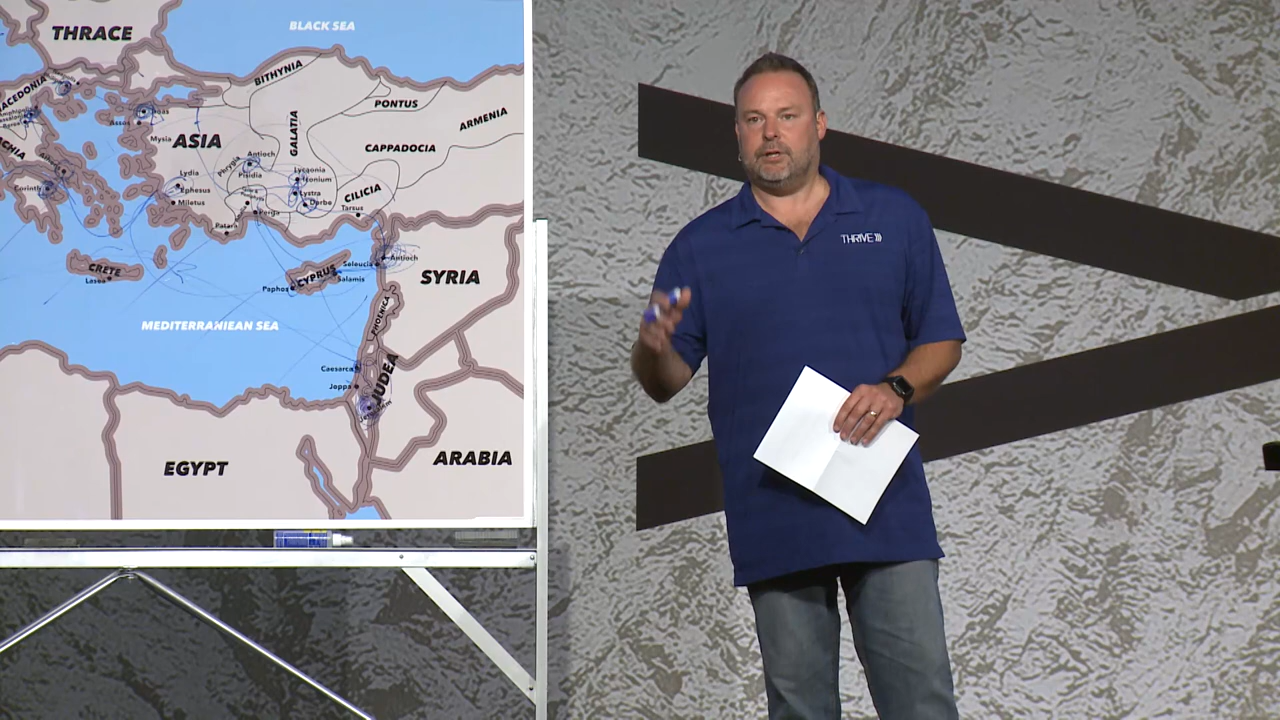 THRACE
BLACK SEA
BITHYNIA
PONTUS
ARMENIA
GALATIA
CAPPADOCIA
Assos
Mysia
ASIA
Phrygia
Antioch
Pisidia
Lycaonia
Iconium
Lystra
Derbe
CILICIA
Tarsus
Lydia
Ephesus
Miletus
Corinth
Perga
Patara
CRETE
Lasea
Seleucia
Antioch
CYPRUS
Salamis
Paphos
SYRIA
PHOENICA
MEDITERRANIEAN SEA
Caesarea
Joppa
JUDEA
EGYPT
ARABIA
THRIVE